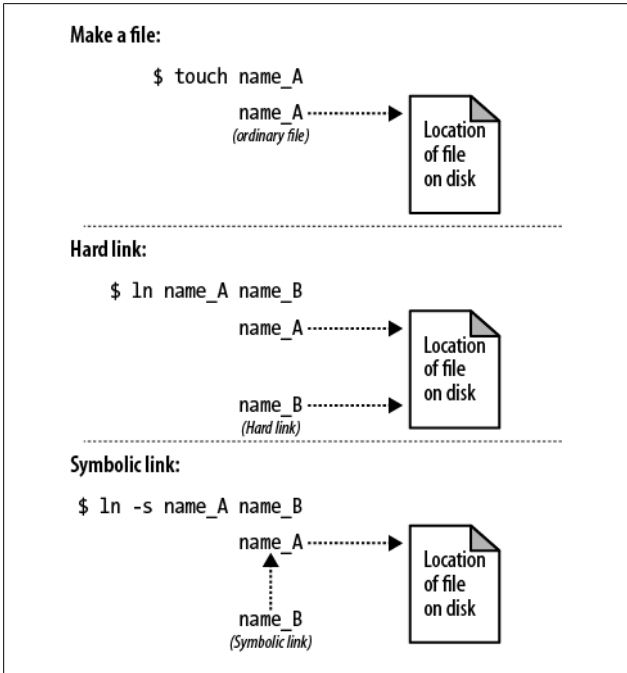 Make a file:
$ touch name_A
name_A
(ordinary file)
Location
of file
on disk
Hard link:
$ ln name_A name_B
name_A
name_B
(Hard link)
Location
of file
on disk
Symbolic link:
$ ln -s name_A name_B
name_A
name_B
(Symbolic link)
Location
of file
on disk